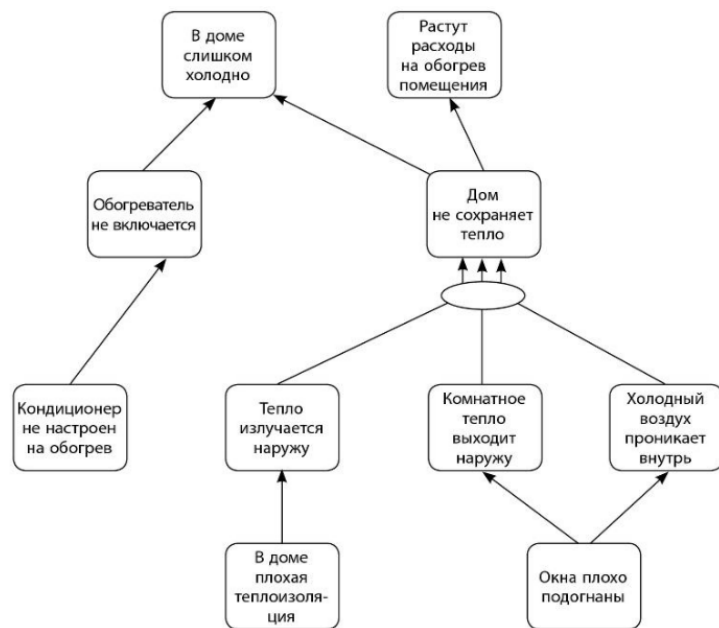 В доме
слишком
холодно
Растут
расходы
на обогрев
помещения
Обогреватель
не включается
Дом
не сохраняет
тепло
Кондиционер
не настроен
на обогрев
Тепло
излучается
наружу
Комнатное
тепло
выходит
наружу
Холодный
воздух
проникает
внутрь
В доме
плохая
теплоизоля-
ция
Окна плохо
подогнаны